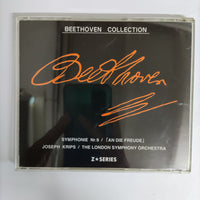 BEETHOVEN COLLECTION
Beethoven
SYMPHONIE Nr.9 / 「AN DIE FREUDE」
JOSEPH KRIPS / THE LONDON SYMPHONY ORCHESTRA
Z★SERIES